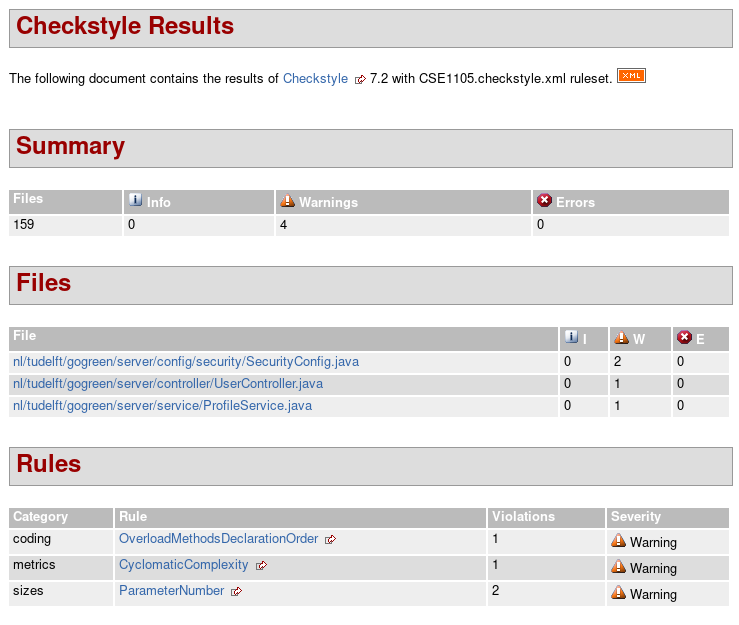 Checkstyle Results
The following document contains the results of Checkstyle 7.2 with CSE1105.checkstyle.xml ruleset. XML
Summary
Files Info Warnings Errors
159 0 4 0
Files
File I W E
nl/tudelft/gogreen/server/config/security/SecurityConfig.java 0 2 0
nl/tudelft/gogreen/server/controller/UserController.java 0 1 0
nl/tudelft/gogreen/server/service/ProfileService.java 0 1 0
Rules
Category Rule Violations Severity
coding OverloadMethodsDeclarationOrder 1 Warning
metrics CyclomaticComplexity 1 Warning
sizes ParameterNumber 2 Warning